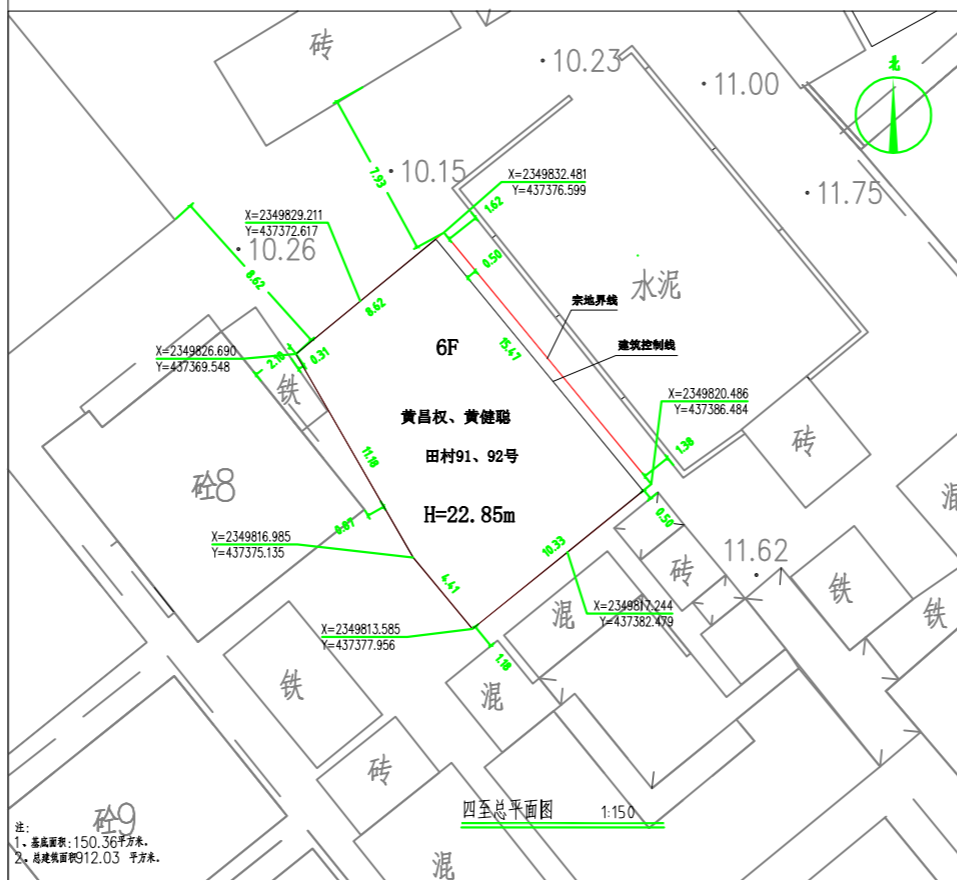 砖
10.23
11.00
北
10.15
7.93
X=2349832.481
Y=437376.599
11.75
1.62
X=2349829.211
Y=437372.617
10.26
8.62
0.50
水泥
宗地界线
8.62
建筑控制线
15.47
6F
X=2349826.690
Y=437369.548
2.10
0.31
铁
X=2349820.486
Y=437386.484
黄昌权、黄健聪
田村91、92号
1.38
砖
砼8
11.18
混
H=22.85m
0.50
0.87
X=2349816.985
Y=437375.135
10.33
11.62
砖
4.41
铁
混
X=2349817.244
Y=437382.479
铁
X=2349813.585
Y=437377.956
1.18
铁
混
砖
四至总平面图 1:150
砼9
注:
1、基底面积:150.36平方米。
2、总建筑面积912.03 平方米。
混